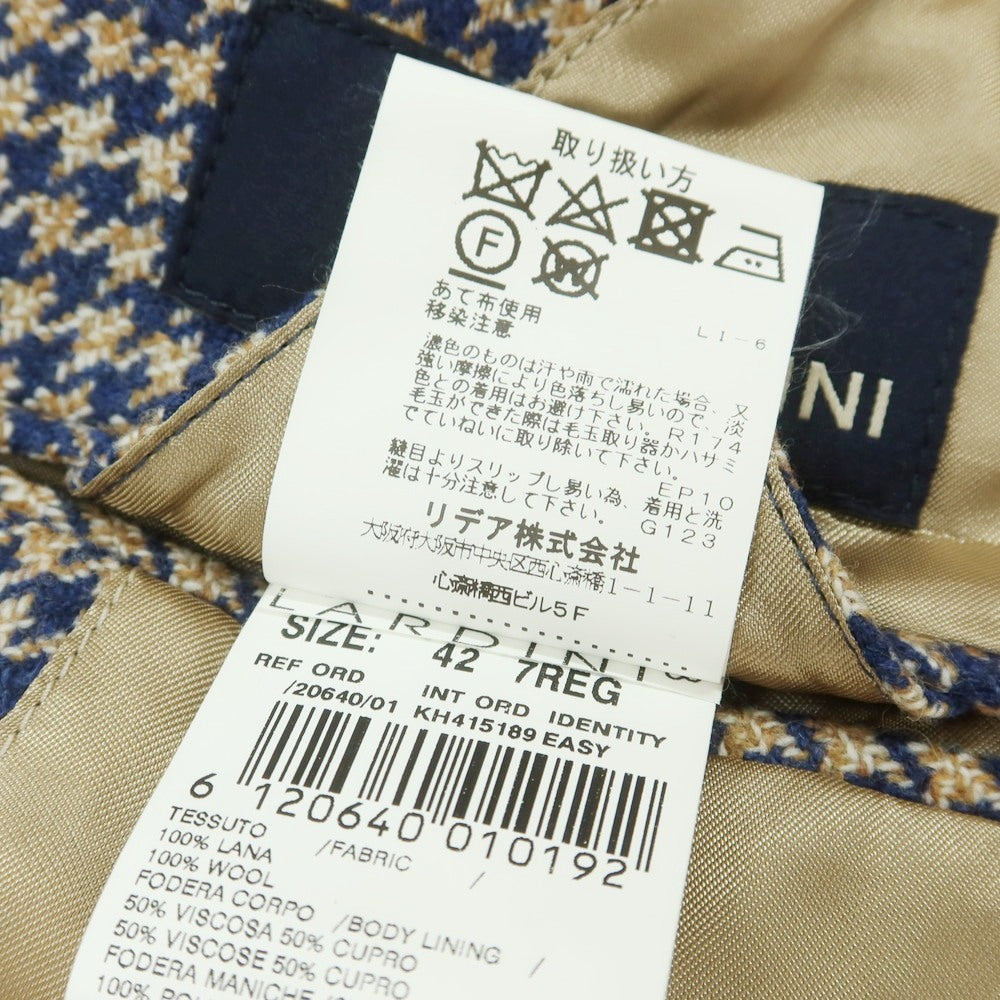 取り扱い方
F
W
あて布使用
移染注意
LI-6
濃色のものは汗や雨で濡れた場合、又
強い摩擦により色落ちし易いので、淡
色との着用はお避け下さい。R174
毛玉ができた際は毛玉取り器かハサミ
でていねいに取り除いて下さい。
EP10
縫目よりスリップし易い為、着用と洗
濯は十分注意して下さい。 G123
リデア株式会社
大阪府大阪市中央区西心斎橋1-1-11
心斎橋西ビル5F
NI
LARDINI
SIZE: 42 7REG
REF ORD INT ORD IDENTITY
/20640/01 KH415189 EASY
6 120640 010192
TESSUTO /FABRIC /
100% LANA
100% WOOL
FODERA CORPO /BODY LINING /
50% VISCOSA 50% CUPRO
50% VISCOSE 50% CUPRO
FODERA MANICHE
100%